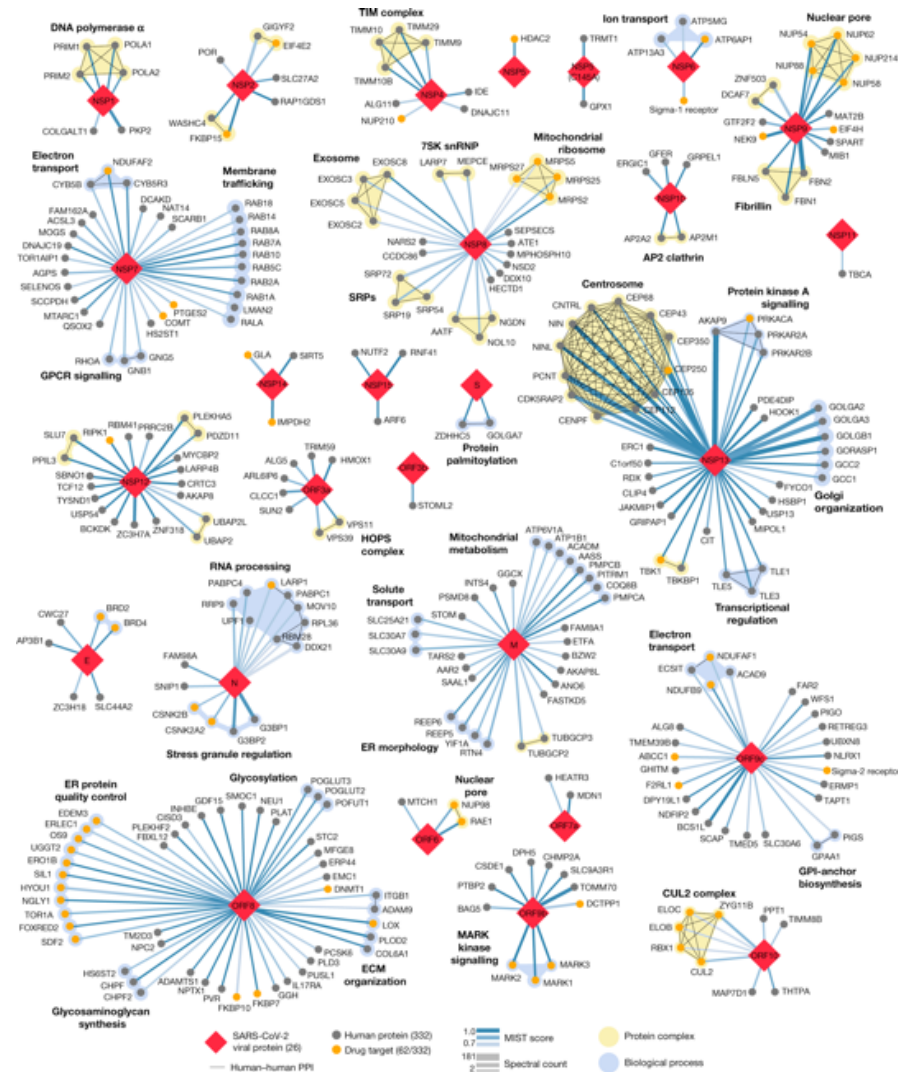 DNA polymerase α
PRIM1
POLA1
PRIM2
POLA2
NSP1
COLGALT1
PKP2
GIGYF2
POR
EIF4E2
NSP2
SLC27A2
RAP1GDS1
WASHC4
FKBP15
TIM complex
TIMM29
TIMM10
TIMM9
TIMM10B
NSP4
IDE
ALG11
DNAJC11
NUP210
HDAC2
NSP5
TRMT1
NSP5
(C145A)
GPX1
Ion transport
ATP5MG
ATP13A3
ATP6AP1
NSP6
Sigma-1 receptor
Nuclear pore
NUP54
NUP62
NUP214
NUP88
NUP58
ZNF503
DCAF7
GTF2F2
MAT2B
NSP9
EIF4H
NEK9
SPART
MIB1
FBLN5
FBN2
FBN1
Fibrillin
Electron
transport
NDUFAF2
CYB5B
CYB5R3
Membrane
trafficking
DCAKD
NAT14
FAM162A
ACSL3
SCARB1
MOGS
DNAJC19
TOR1AIP1
NSP7
AGPS
SELENOS
SCCPDH
MTARC1
QSOX2
PTGES2
COMT
HS2ST1
RAB18
RAB14
RAB8A
RAB7A
RAB10
RAB5C
RAB2A
RAB1A
LMAN2
RALA
RHOA
GNG5
GNB1
GPCR signalling
Exosome
EXOSC8
EXOSC3
EXOSC5
EXOSC2
7SK snRNP
LARP7
MEPCE
Mitochondrial
ribosome
MRPS5
MRPS27
MRPS25
MRPS2
NSP8
NARS2
CCDC86
SEPSECS
ATE1
MPHOSPH10
NSD2
DDX10
HECTD1
SRP72
SRP54
SRP19
SRPs
AATF
NGDN
NOL10
GFER
ERGIC1
GRPEL1
NSP10
AP2A2
AP2M1
AP2 clathrin
NSP11
TBCA
Centrosome
CEP68
CNTRL
CEP43
NIN
CEP350
NINL
CEP250
PCNT
CEP135
CDK5RAP2
CEP112
CENPF
Protein kinase A
signalling
PRKACA
AKAP9
PRKAR2A
PRKAR2B
PDE4DIP
HOOK1
GOLGA2
GOLGA3
GOLGB1
GORASP1
GCC2
GCC1
Golgi
organization
NSP13
ERC1
C1orf50
RDX
CLIP4
JAKMIP1
GRIPAP1
FYCO1
HSBP1
USP13
MIPOL1
CIT
TBK1
TBKBP1
TLE1
TLE5
TLE3
Transcriptional
regulation
GLA
SIRT5
NSP14
IMPDH2
NUTF2
RNF41
NSP15
ARF6
S
ZDHHC5
GOLGA7
Protein
palmitoylation
RBM41
PLEKHA5
SLU7
RIPK1
PRRC2B
PDZD11
PPIL3
MYCBP2
LARP4B
SBNO1
NSP12
CRTC3
TCF12
AKAP8
TYSND1
USP54
ZNF318
BCKDK
ZC3H7A
UBAP2L
UBAP2
TRIM59
ALG5
HMOX1
ARL6IP6
CLCC1
ORF3a
SUN2
VPS11
VPS39
HOPS
complex
ORF3b
STOML2
BRD2
CWC27
BRD4
AP3B1
E
ZC3H18
SLC44A2
RNA processing
PABPC4
LARP1
PABPC1
RRP9
MOV10
UPF1
RPL36
RBM28
DDX21
FAM98A
SNIP1
N
CSNK2B
CSNK2A2
G3BP1
G3BP2
Stress granule regulation
Mitochondrial
metabolism
ATP6V1A
ATP1B1
ACADM
AASS
PMPCB
PITRM1
COQ8B
PMPCA
GGCX
INTS4
PSMD8
STOM
Solute
transport
SLC25A21
SLC30A7
SLC30A9
M
FAM8A1
ETFA
BZW2
TARS2
AAR2
AKAP8L
SAAL1
ANO6
FASTKD5
REEP6
REEP5
YIF1A
RTN4
ER morphology
TUBGCP3
TUBGCP2
Electron
transport
NDUFAF1
ECSIT
ACAD9
NDUFB9
FAR2
WFS1
PIGO
ALG8
RETREG3
TMEM39B
UBXN8
ABCC1
NLRX1
GHITM
ORF9c
Sigma-2 receptor
F2RL1
ERMP1
DPY19L1
TAPT1
NDFIP2
BCS1L
SCAP
SLC30A6
TMED5
PIGS
GPAA1
GPI-anchor
biosynthesis
ER protein
quality control
EDEM3
ERLEC1
OS9
UGGT2
ERO1B
SIL1
HYOU1
NGLY1
TOR1A
FOXRED2
SDF2
Glycosylation
POGLUT3
POGLUT2
POFUT1
SMOC1
GDF15
NEU1
INHBE
PLAT
CISD3
PLEKHF2
FBXL12
STC2
MFGE8
ERP44
EMC1
DNMT1
ITGB1
ADAM9
LOX
PLOD2
COL6A1
ECM
organization
ORF8
TM2D3
NPC2
PCSK6
PLD3
PUSL1
IL17RA
ADAMTS1
GGH
NPTX1
PVR
FKBP7
FKBP10
HS6ST2
CHPF
CHPF2
Glycosaminoglycan
synthesis
Nuclear
pore
MTCH1
NUP98
RAE1
ORF6
HEATR3
MDN1
ORF7a
DPH5
CSDE1
CHMP2A
SLC9A3R1
PTBP2
TOMM70
BAG5
ORF9b
DCTPP1
MARK
kinase
signalling
MARK3
MARK2
MARK1
CUL2 complex
ZYG11B
ELOC
PPT1
ELOB
TIMM8B
RBX1
ORF10
CUL2
MAP7D1
THTPA
SARS-CoV-2
viral protein (26)
Human protein (332)
Drug target (62/332)
Human–human PPI
1.0
0.7
MIST score
181
2
Spectral count
Protein complex
Biological process